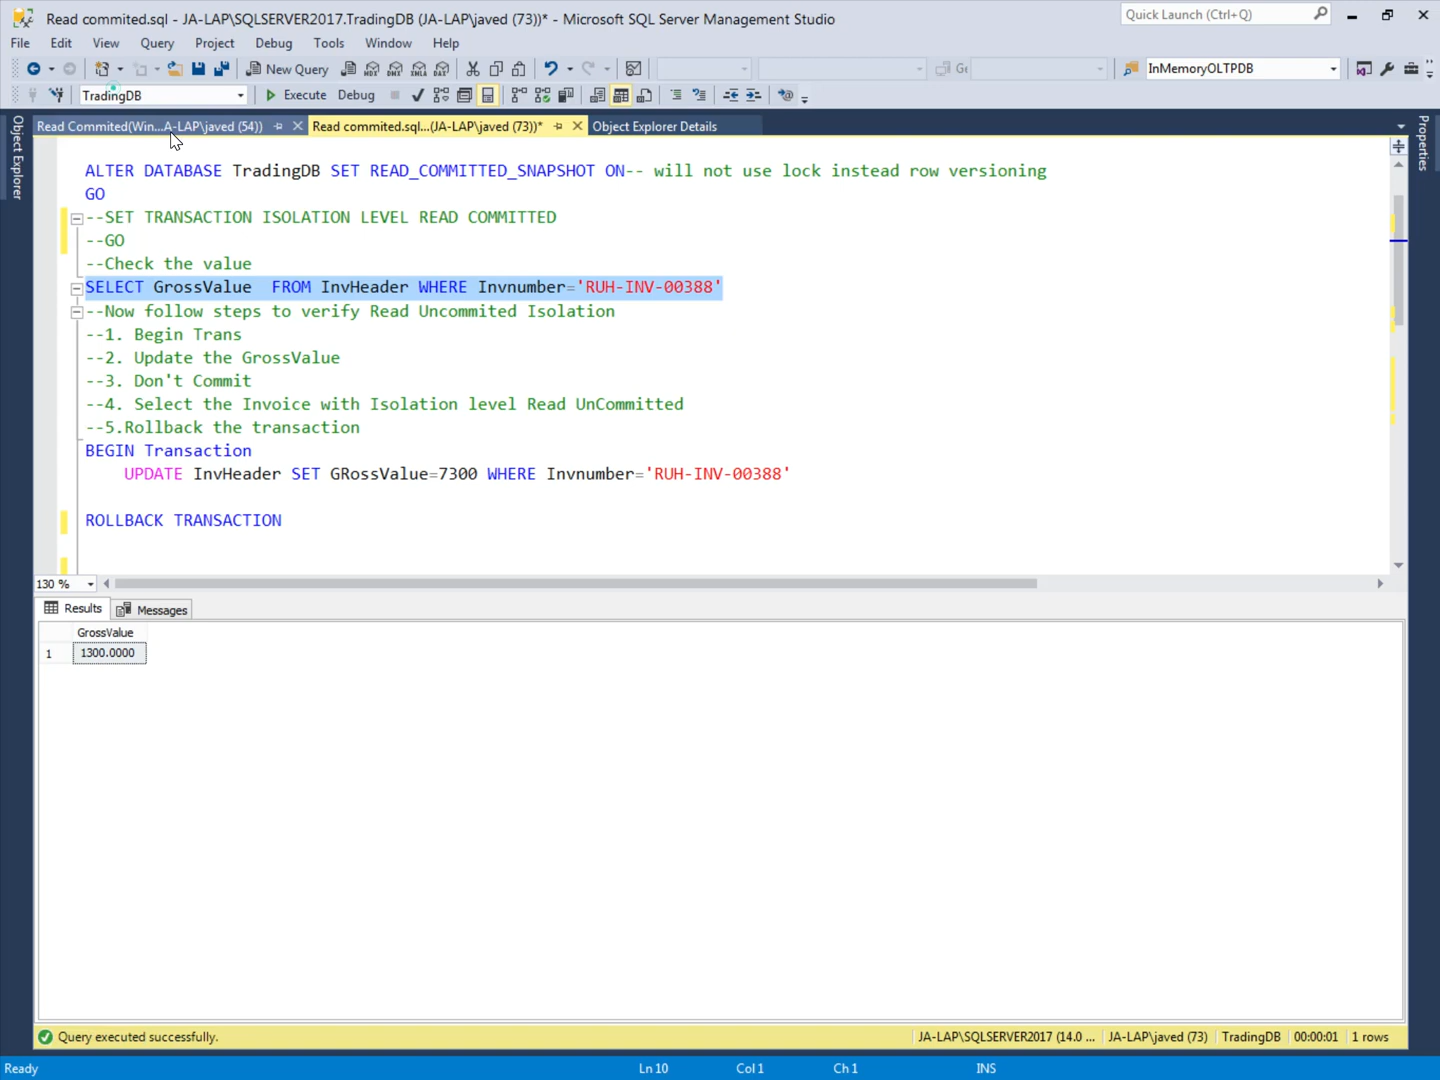 Read commited.sql - JA-LAP\SQLSERVER2017.TradingDB (JA-LAP\javed (73))* - Microsoft SQL Server Management Studio
Quick Launch (Ctrl+Q)
File Edit View Query Project Debug Tools Window Help
New Query
MDX DMX XMLA DAX
Ge
InMemoryOLTPDB
TradingDB
Execute Debug
Read Commited(Win...A-LAP\javed (54))
Read commited.sql...(JA-LAP\javed (73))*
Object Explorer Details
Object Explorer
Properties
ALTER DATABASE TradingDB SET READ_COMMITTED_SNAPSHOT ON-- will not use lock instead row versioning
GO
--SET TRANSACTION ISOLATION LEVEL READ COMMITTED
--GO
--Check the value
SELECT GrossValue  FROM InvHeader WHERE Invnumber='RUH-INV-00388'
--Now follow steps to verify Read Uncommited Isolation
--1. Begin Trans
--2. Update the GrossValue
--3. Don't Commit
--4. Select the Invoice with Isolation level Read UnCommitted
--5.Rollback the transaction
BEGIN Transaction
UPDATE InvHeader SET GRossValue=7300 WHERE Invnumber='RUH-INV-00388'
ROLLBACK TRANSACTION
130 %
Results Messages
GrossValue
1 1300.0000
Query executed successfully.
JA-LAP\SQLSERVER2017 (14.0 ... JA-LAP\javed (73) TradingDB 00:00:01 1 rows
Ready
Ln 10 Col 1 Ch 1 INS